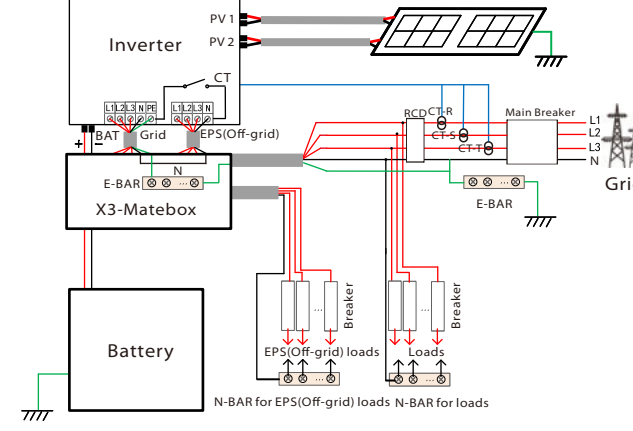 PV 1
Inverter
PV 2
CT
L1 L2 L3 N PE
L1 L2 L3 N
BAT
Grid
EPS(Off-grid)
+
−
RCD
CT-R
CT-S
CT-T
Main Breaker
L1
L2
L3
N
N
E-BAR
X3-Matebox
E-BAR
Battery
...
Breaker
...
Breaker
EPS(Off-grid) loads
Loads
N-BAR for EPS(Off-grid) loads
N-BAR for loads